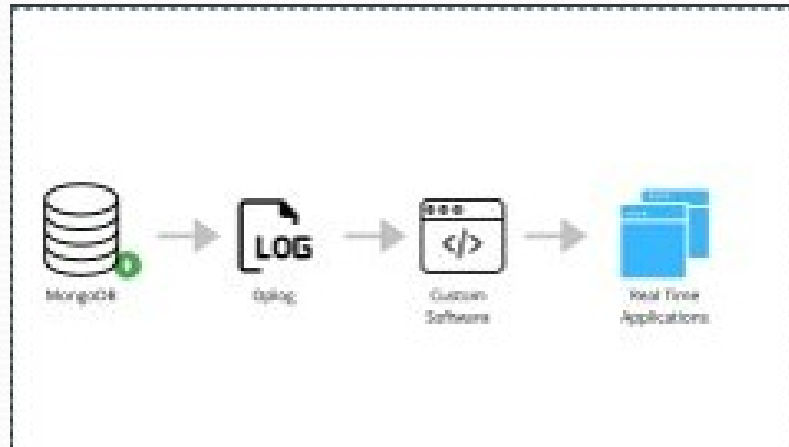 MongoDB
LOG
Oplog
</>
Custom
Software
Real Time
Applications